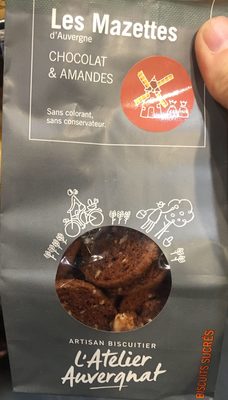 Les Mazettes
d'Auvergne
CHOCOLAT
& AMANDES
Sans colorant,
sans conservateur.
ARTISAN BISCUITIER
L'Atelier
Auvergnat
BISCUITS SUCRÉS